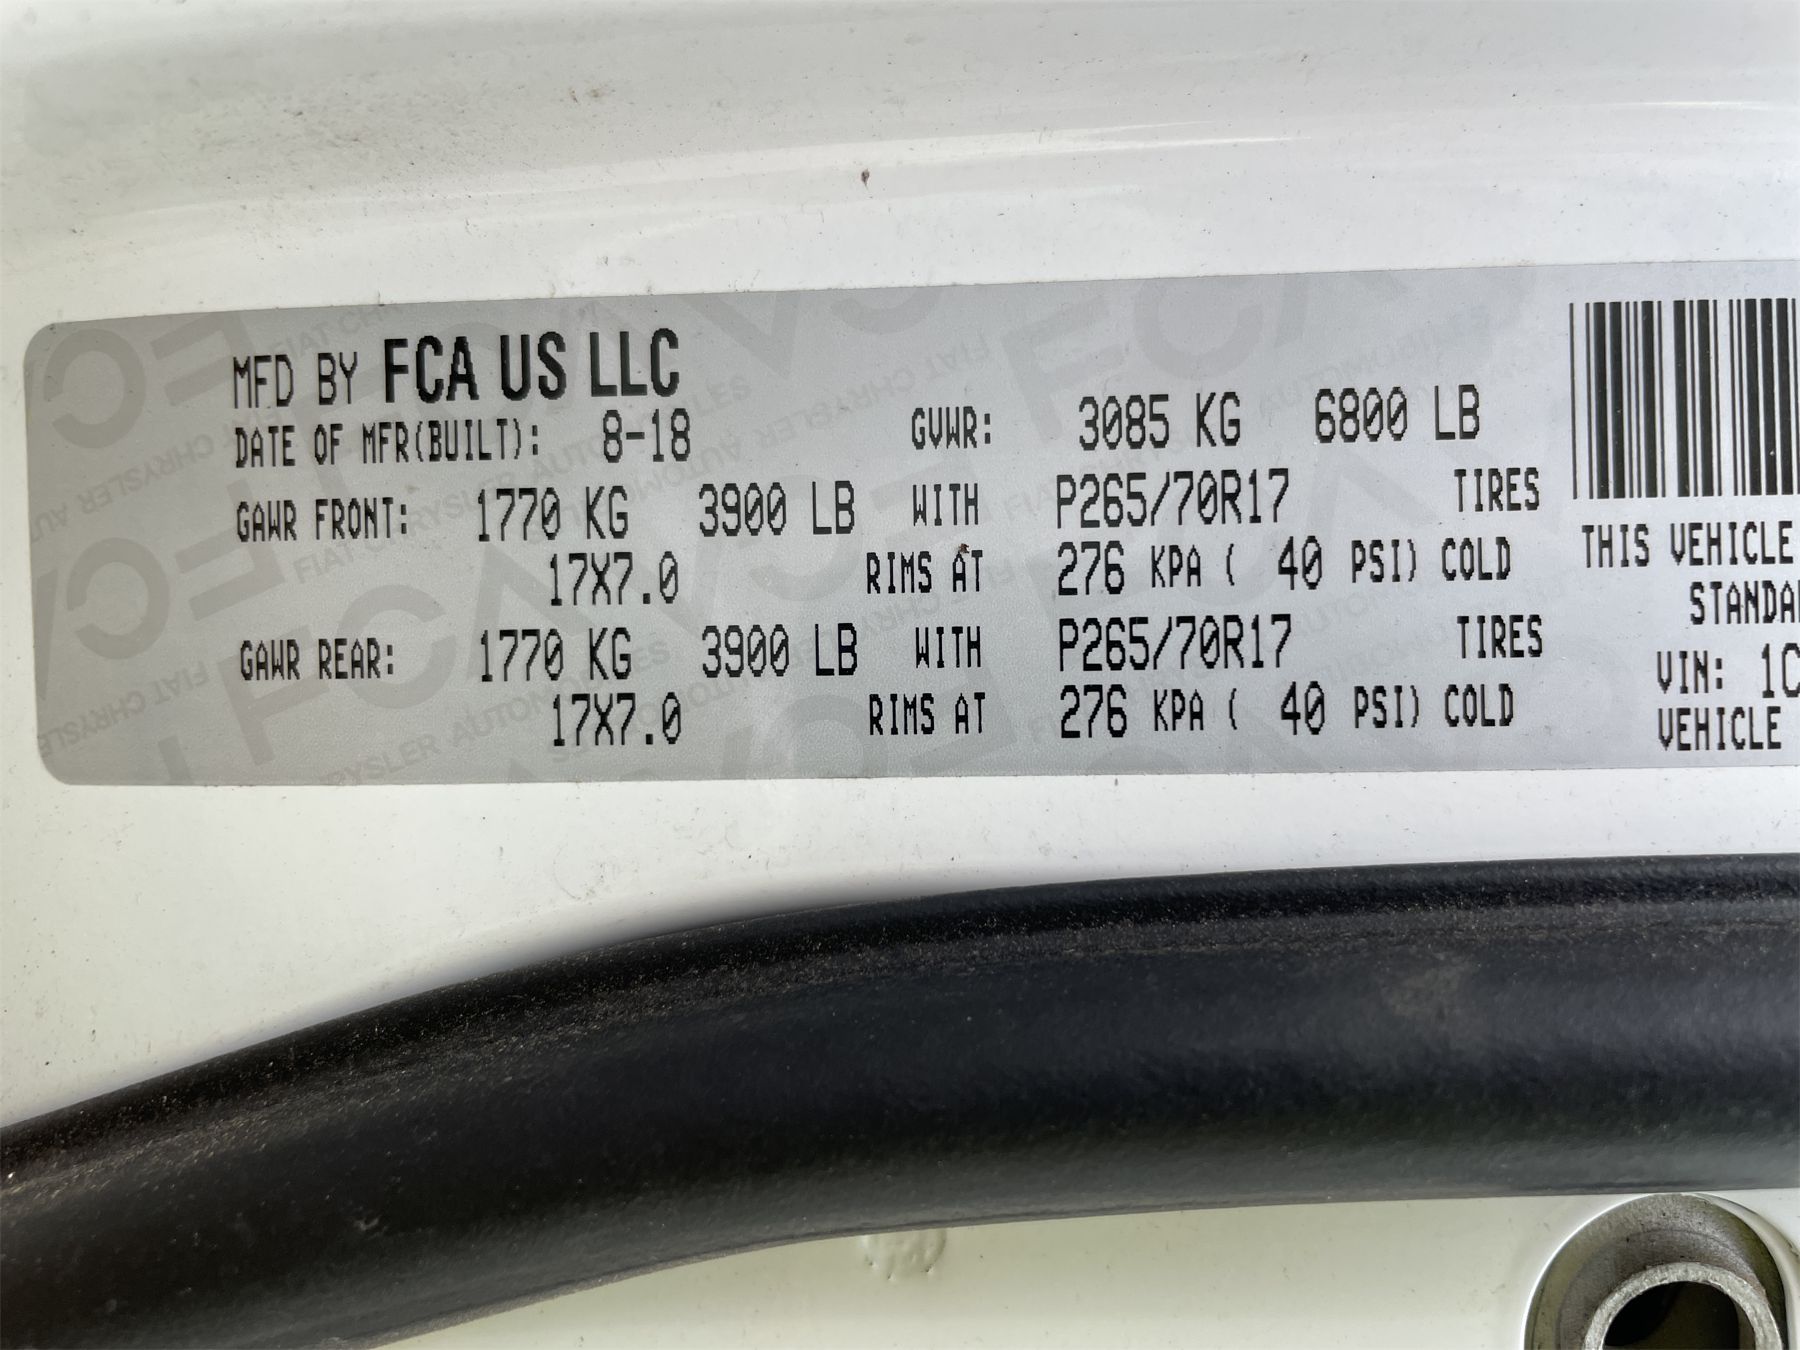 MFD BY FCA US LLC
DATE OF MFR(BUILT): 8-18 GVWR: 3085 KG 6800 LB
GAWR FRONT: 1770 KG 3900 LB WITH P265/70R17 TIRES
17X7.0 RIMS AT 276 KPA ( 40 PSI) COLD
GAWR REAR: 1770 KG 3900 LB WITH P265/70R17 TIRES
17X7.0 RIMS AT 276 KPA ( 40 PSI) COLD
THIS VEHICLE
STANDA
VIN: 1C
VEHICLE